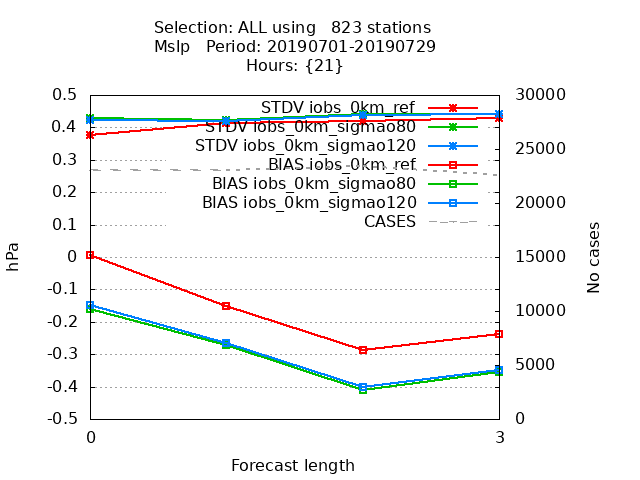 Selection: ALL using   823 stations
Mslp   Period: 20190701-20190729
Hours: {21}
0.5
0.4
0.3
0.2
0.1
0
-0.1
-0.2
-0.3
-0.4
-0.5
hPa
30000
25000
20000
15000
10000
5000
0
No cases
STDV iobs_0km_ref
STDV iobs_0km_sigmao80
STDV iobs_0km_sigmao120
BIAS iobs_0km_ref
BIAS iobs_0km_sigmao80
BIAS iobs_0km_sigmao120
CASES
0
3
Forecast length